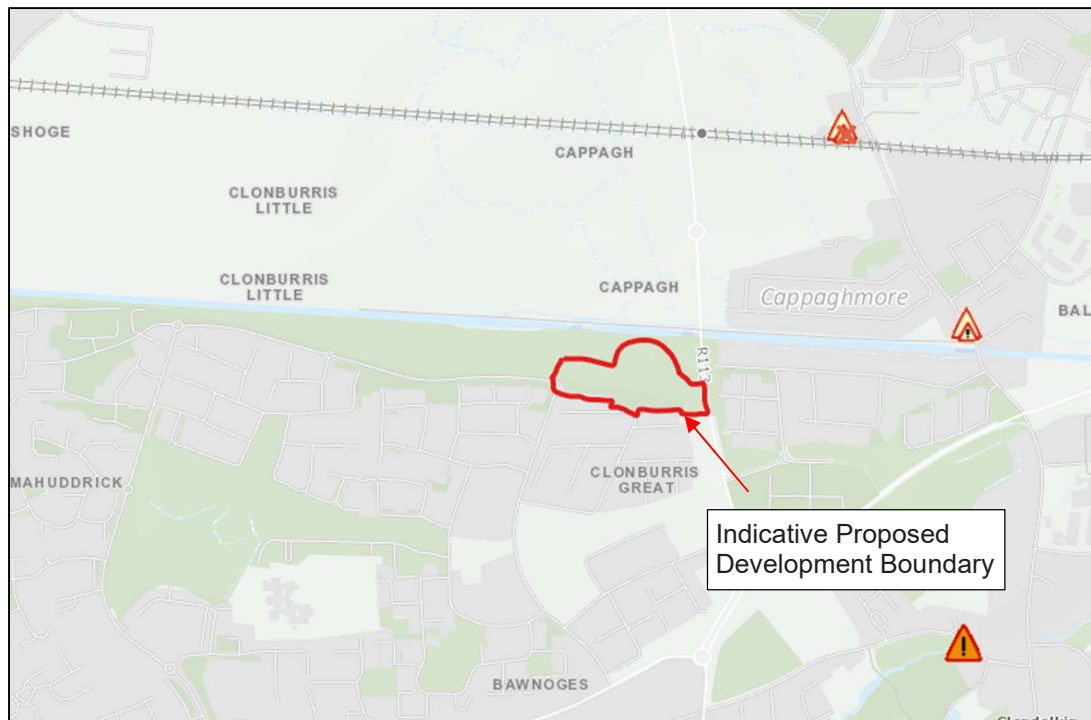 SHOGE
CAPPAGH
CLONBURRIS
LITTLE
CLONBURRIS
LITTLE
CAPPAGH
Cappaghmore
BAL
R113
CLONBURRIS
GREAT
MAHUDDRICK
Indicative Proposed
Development Boundary
BAWNOGES